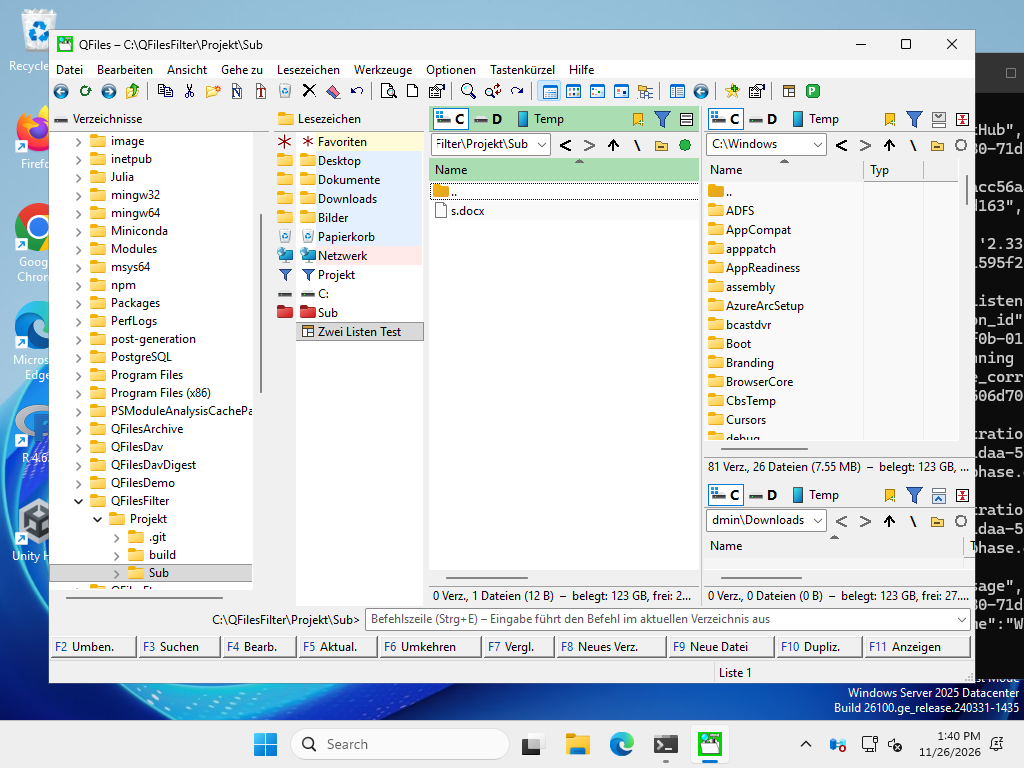 Recycle
Firefo
Goog
Chron
Micros
Edge
R 4.6.
Unity H
QFiles – C:\QFilesFilter\Projekt\Sub
Datei Bearbeiten Ansicht Gehe zu Lesezeichen Werkzeuge Optionen Tastenkürzel Hilfe
Verzeichnisse
image
inetpub
Julia
mingw32
mingw64
Miniconda
Modules
msys64
npm
Packages
PerfLogs
post-generation
PostgreSQL
Program Files
Program Files (x86)
PSModuleAnalysisCachePa
QFilesArchive
QFilesDav
QFilesDavDigest
QFilesDemo
QFilesFilter
Projekt
.git
build
Sub
Lesezeichen
Favoriten
Desktop
Dokumente
Downloads
Bilder
Papierkorb
Netzwerk
Projekt
C:
Sub
Zwei Listen Test
C D Temp
Filter\Projekt\Sub < > \
Name
..
s.docx
0 Verz., 1 Dateien (12 B) – belegt: 123 GB, frei: 2...
C D Temp
C:\Windows < > \
Name Typ
..
ADFS
AppCompat
apppatch
AppReadiness
assembly
AzureArcSetup
bcastdvr
Boot
Branding
BrowserCore
CbsTemp
Cursors
debug
81 Verz., 26 Dateien (7.55 MB) – belegt: 123 GB, ...
C D Temp
dmin\Downloads < > \
Name T
0 Verz., 0 Dateien (0 B) – belegt: 123 GB, frei: 27....
C:\QFilesFilter\Projekt\Sub> Befehlszeile (Strg+E) – Eingabe führt den Befehl im aktuellen Verzeichnis aus
F2 Umben. F3 Suchen F4 Bearb. F5 Aktual. F6 Umkehren F7 Vergl. F8 Neues Verz. F9 Neue Datei F10 Dupliz. F11 Anzeigen
Liste 1
Windows Server 2025 Datacenter
Build 26100.ge_release.240331-1435
Search
1:40 PM
11/26/2026